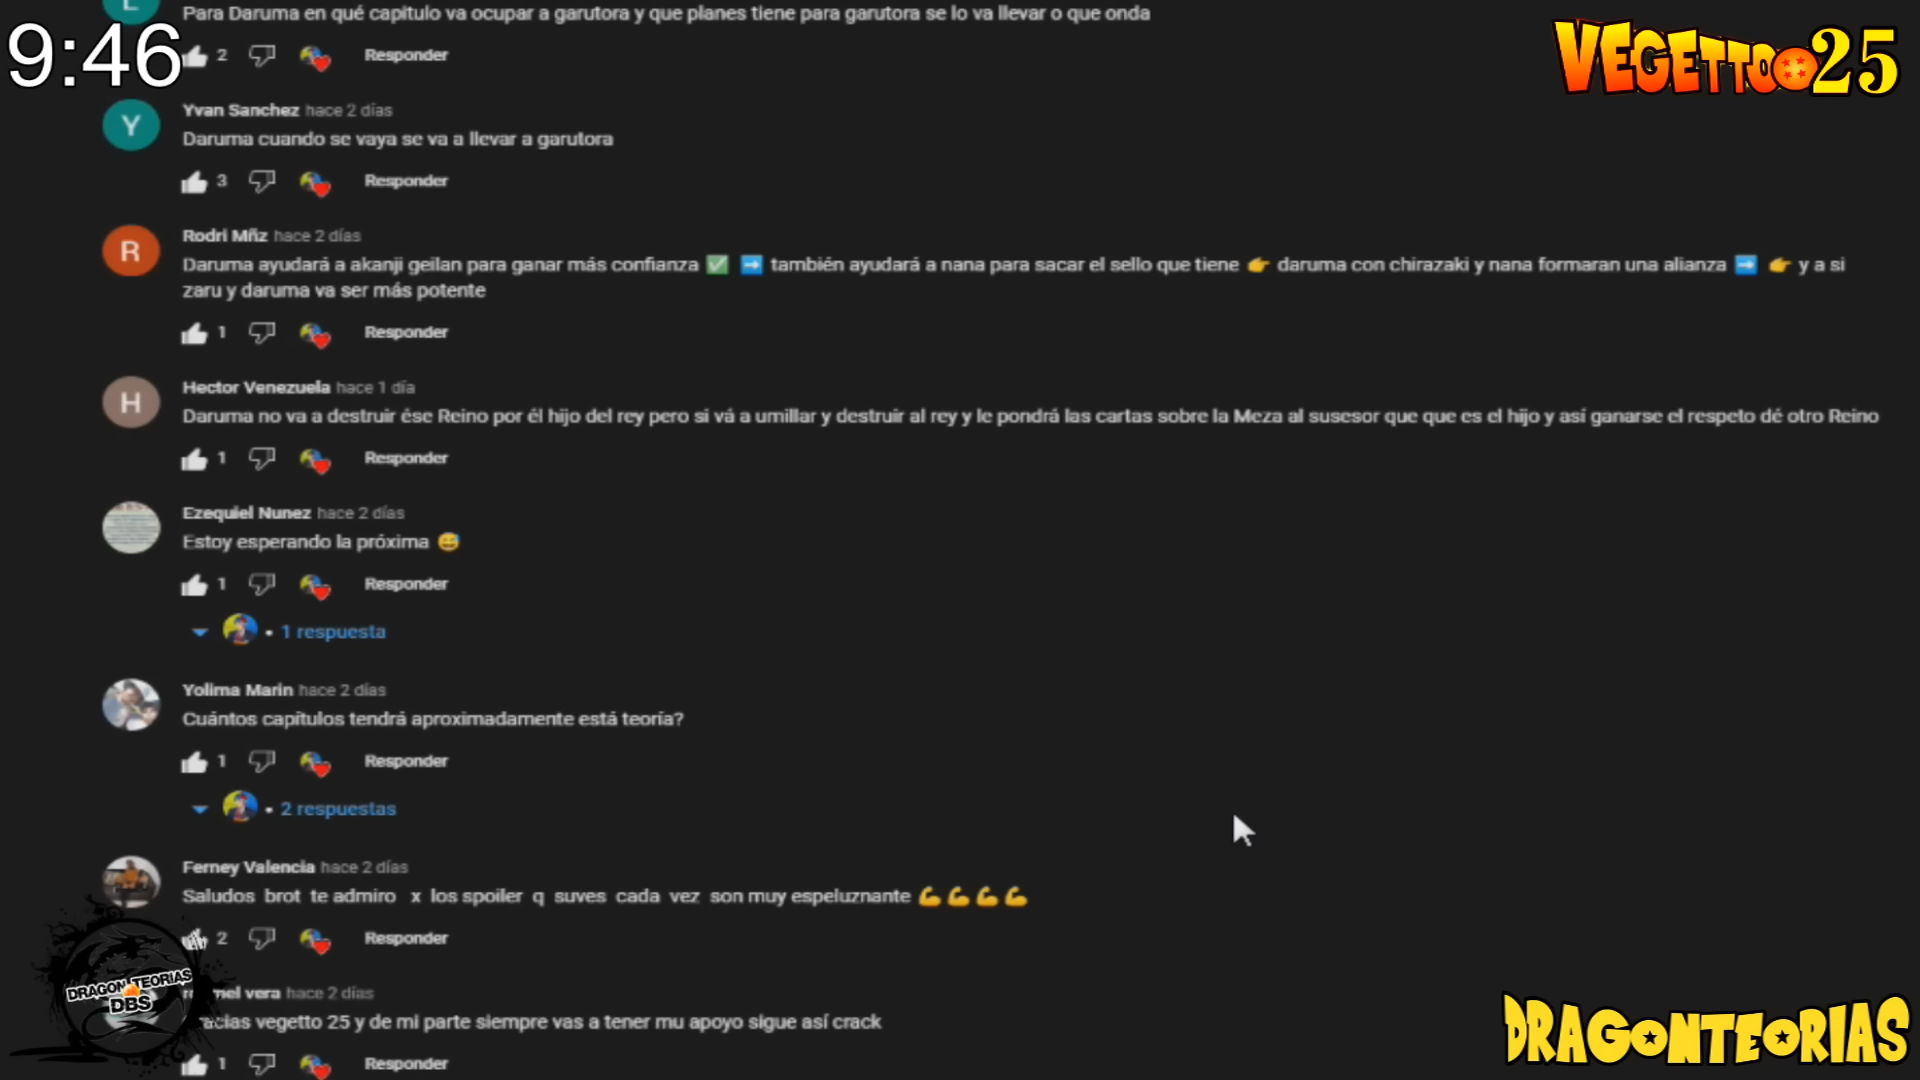 Para Daruma en qué capitulo va ocupar a garutora y que planes tiene para garutora se lo va llevar o que onda
9:46
VEGETTO 25
2 Responder
Y
Yvan Sanchez hace 2 días
Daruma cuando se vaya se va a llevar a garutora
3 Responder
R
Rodri Mñz hace 2 días
Daruma ayudará a akanji geilan para ganar más confianza ✅ ➡️ también ayudará a nana para sacar el sello que tiene 👉 daruma con chirazaki y nana formaran una alianza ➡️ 👉 y a si
zaru y daruma va ser más potente
1 Responder
H
Hector Venezuela hace 1 día
Daruma no va a destruir ése Reino por él hijo del rey pero si vá a umillar y destruir al rey y le pondrá las cartas sobre la Meza al susesor que que es el hijo y así ganarse el respeto dé otro Reino
1 Responder
Ezequiel Nunez hace 2 días
Estoy esperando la próxima 😅
1 Responder
• 1 respuesta
Yolima Marin hace 2 días
Cuántos capítulos tendrá aproximadamente está teoría?
1 Responder
• 2 respuestas
Ferney Valencia hace 2 días
Saludos brot te admiro x los spoiler q suves cada vez son muy espeluznante 💪💪💪💪
2 Responder
DRAGON TEORIAS
DBS
vera hace 2 días
vegetto 25 y de mi parte siempre vas a tener mu apoyo sigue así crack
1 Responder
DRAGONTEORIAS